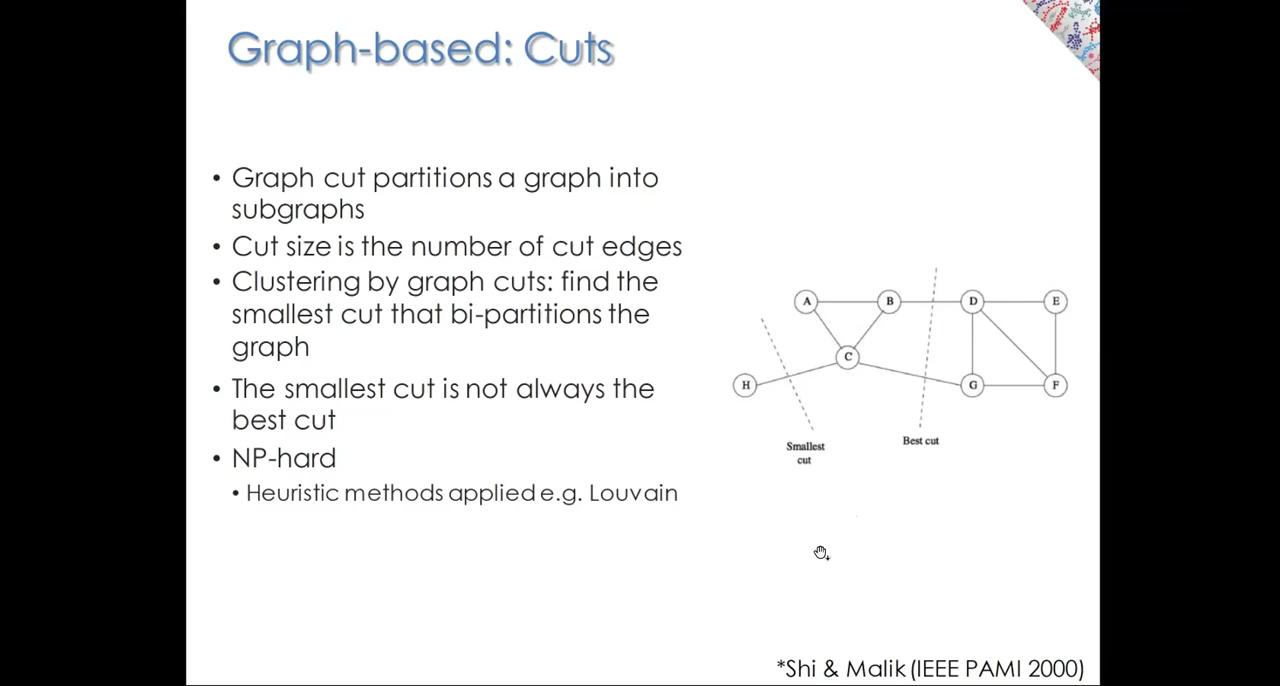 Graph-based: Cuts
• Graph cut partitions a graph into
subgraphs
• Cut size is the number of cut edges
• Clustering by graph cuts: find the
smallest cut that bi-partitions the
graph
• The smallest cut is not always the
best cut
• NP-hard
• Heuristic methods applied e.g. Louvain
A B D E
C
H G F
Smallest
cut
Best cut
*Shi & Malik (IEEE PAMI 2000)